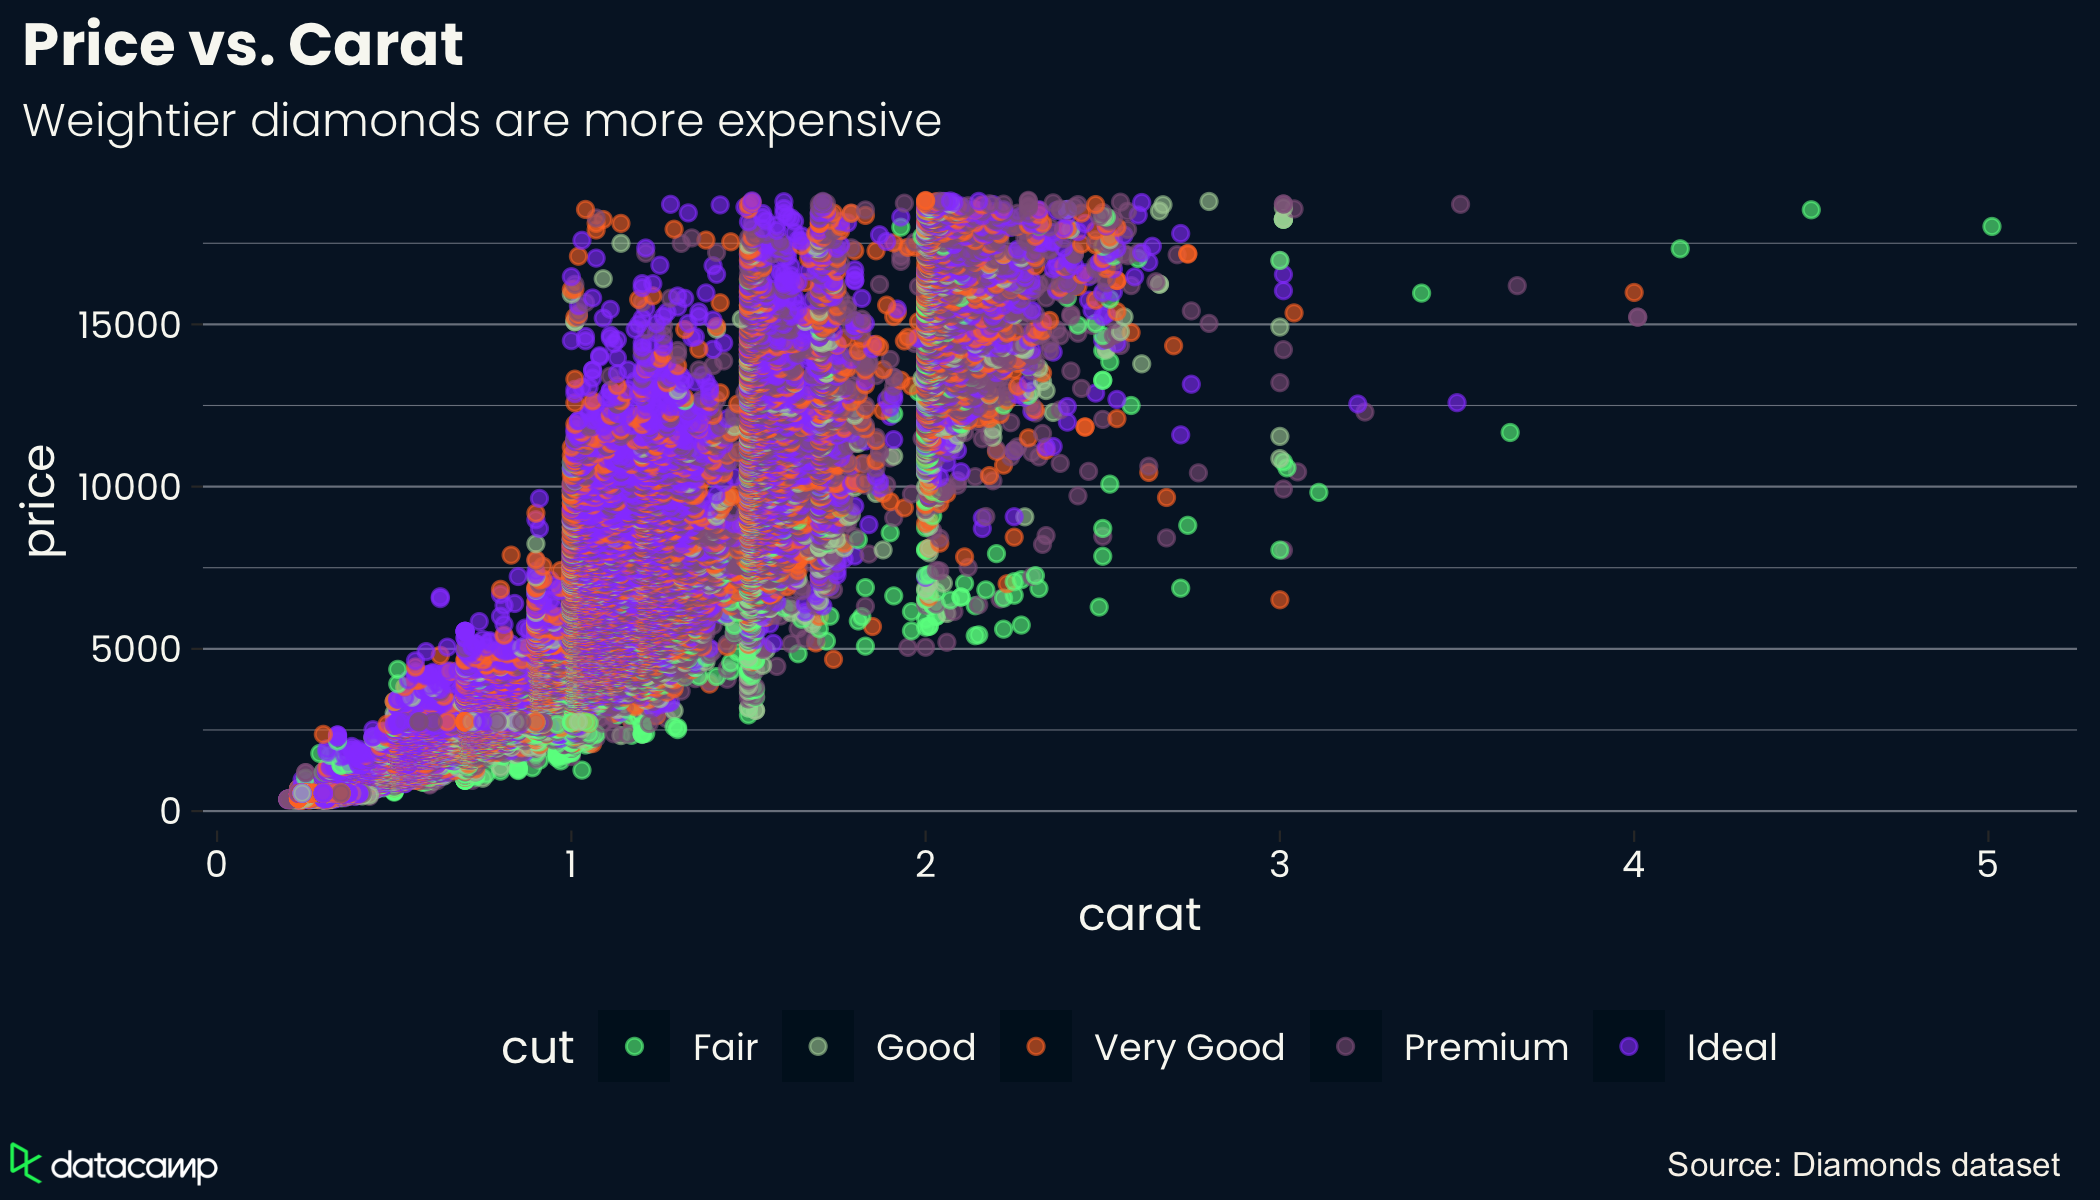 Price vs. Carat
Weightier diamonds are more expensive
price
15000
10000
5000
0
0 1 2 3 4 5
carat
cut Fair Good Very Good Premium Ideal
datacamp
Source: Diamonds dataset